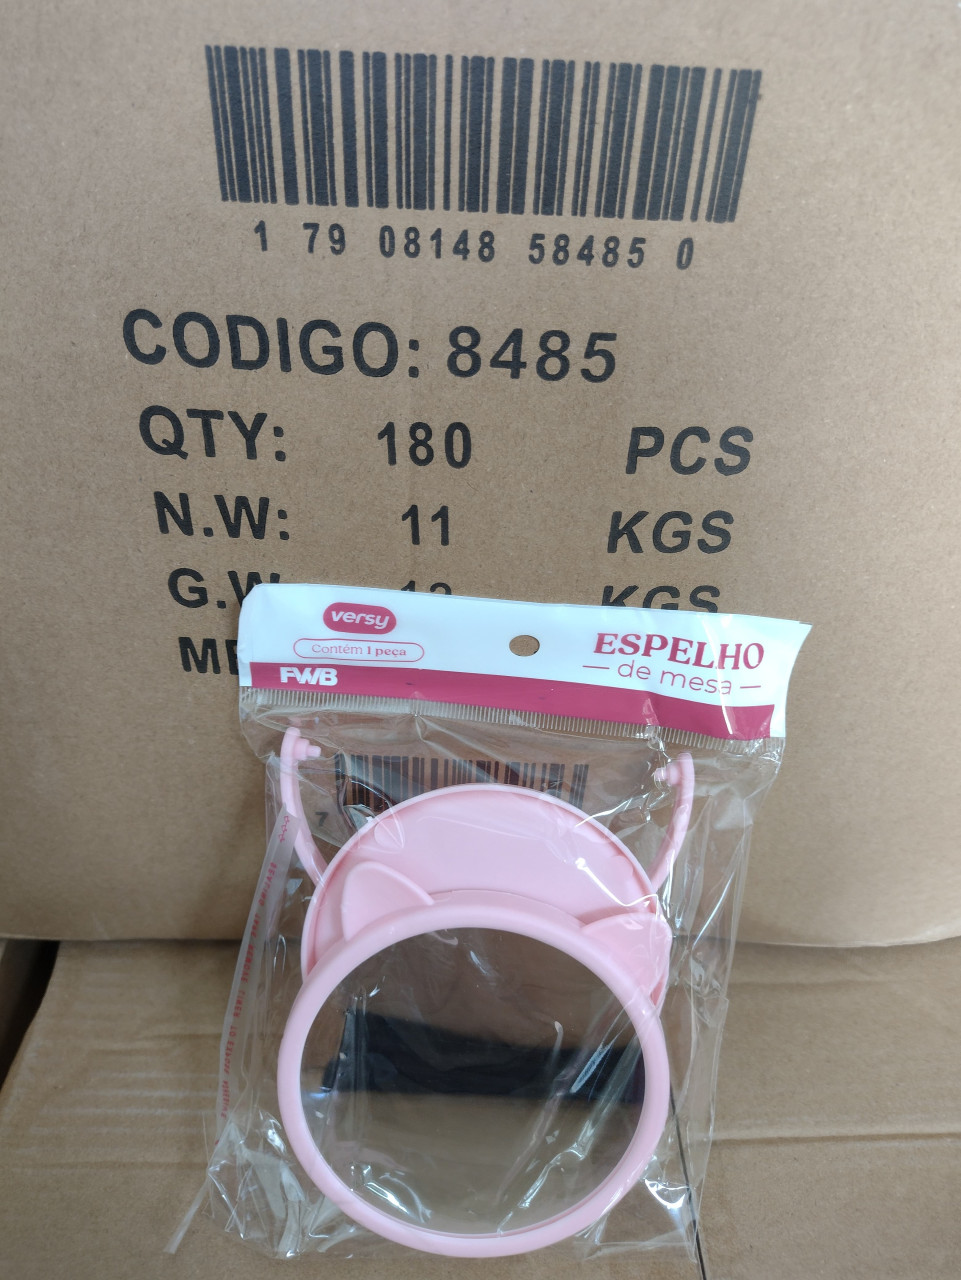 1 79 08148 58485 0
CODIGO: 8485
QTY: 180 PCS
N.W: 11 KGS
G.W KGS
versy
Contém 1 peça
FWB
ESPELHO
— de mesa —
7